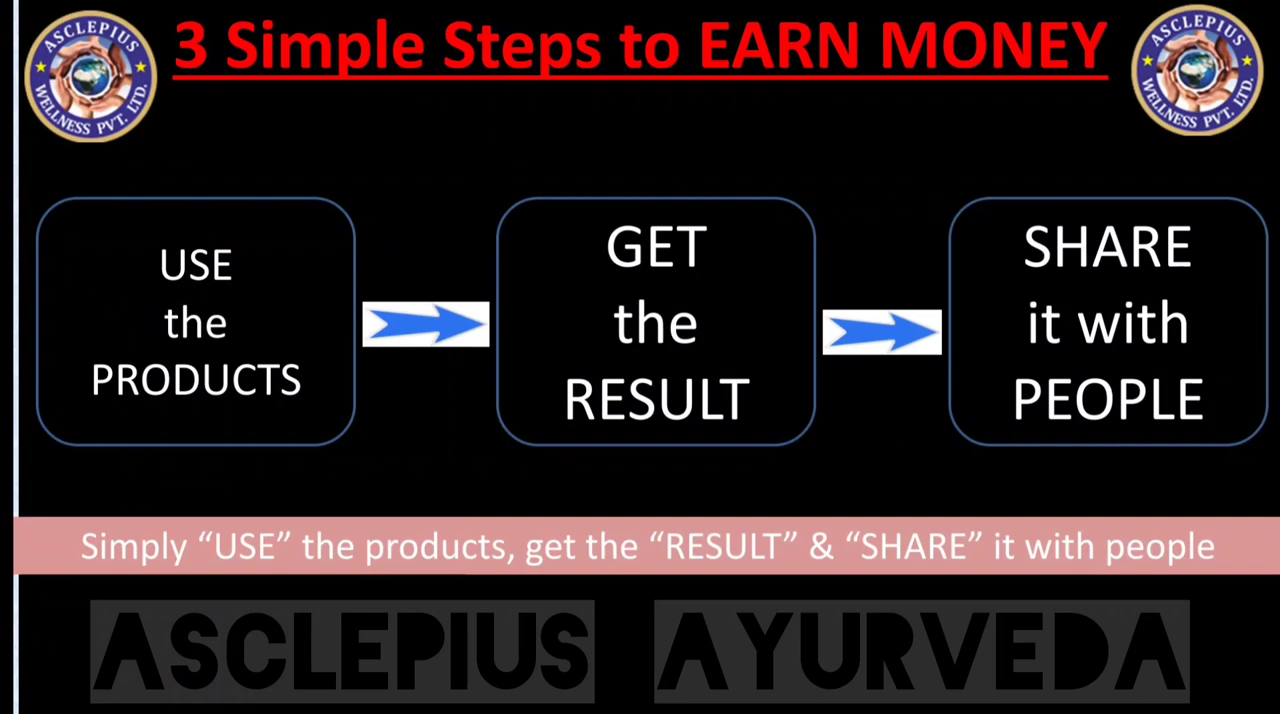 3 Simple Steps to EARN MONEY
ASCLEPIUS
WELLNESS PVT. LTD.
ASCLEPIUS
WELLNESS PVT. LTD.
USE
the
PRODUCTS
GET
the
RESULT
SHARE
it with
PEOPLE
Simply “USE” the products, get the “RESULT” & “SHARE” it with people
ASCLEPIUS AYURVEDA